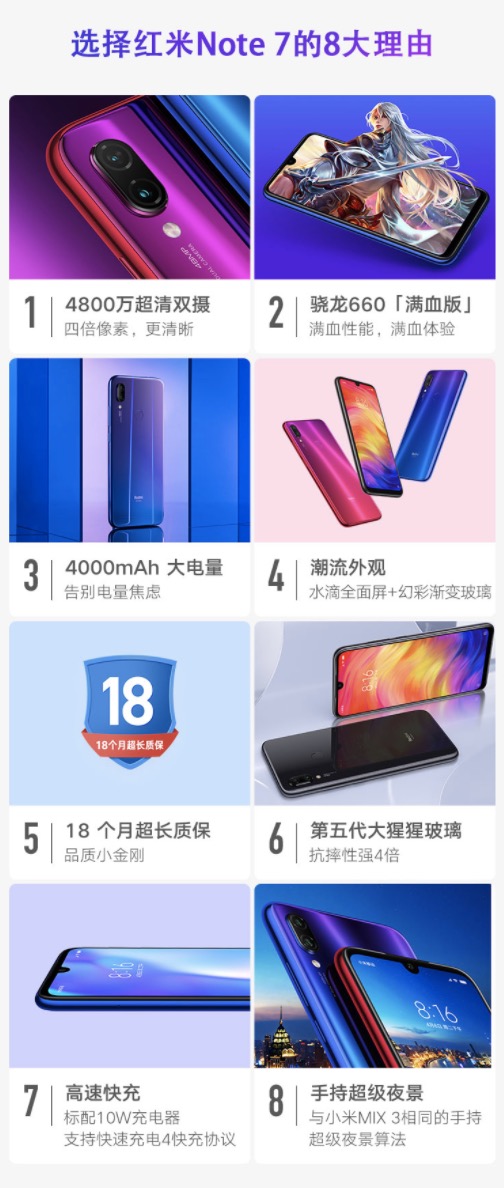 选择红米Note 7的8大理由
48MP
DUAL CAMERA
1
4800万超清双摄
四倍像素，更清晰
2
骁龙660「满血版」
满血性能，满血体验
3
4000mAh 大电量
告别电量焦虑
4
潮流外观
水滴全面屏+幻彩渐变玻璃
18
18个月超长质保
5
18 个月超长质保
品质小金刚
8:16
6
第五代大猩猩玻璃
抗摔性强4倍
8:16
7
高速快充
标配10W充电器
支持快速充电4快充协议
8:16
8
手持超级夜景
与小米MIX 3相同的手持
超级夜景算法